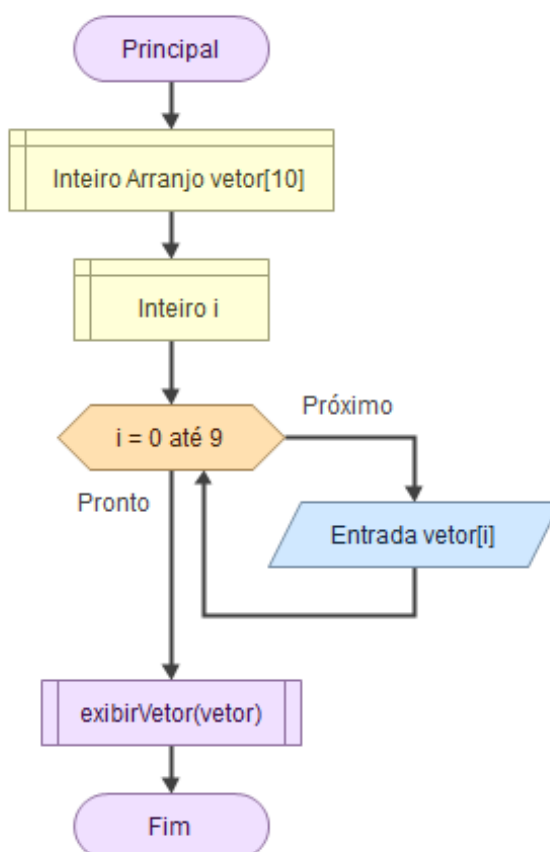 Principal
Inteiro Arranjo vetor[10]
Inteiro i
i = 0 até 9
Próximo
Pronto
Entrada vetor[i]
exibirVetor(vetor)
Fim